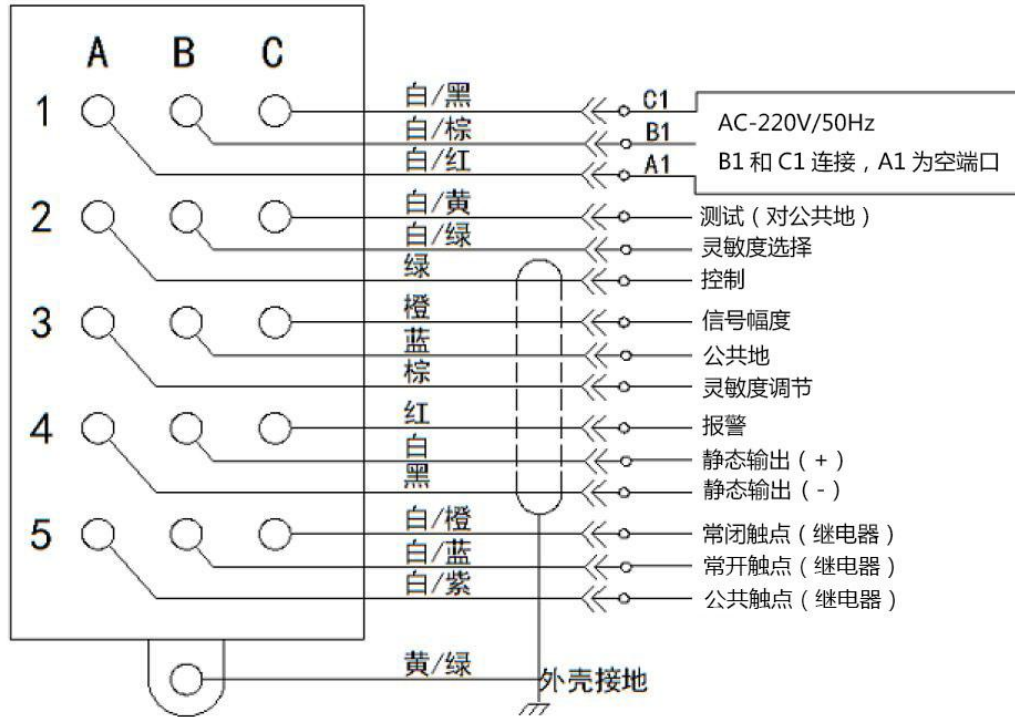 A B C
1
白/黑
C1
白/棕
B1
白/红
A1
AC-220V/50Hz
B1 和 C1 连接，A1 为空端口
2
白/黄
测试（对公共地）
白/绿
灵敏度选择
绿
控制
3
橙
信号幅度
蓝
公共地
棕
灵敏度调节
4
红
报警
白
静态输出（+）
黑
静态输出（-）
5
白/橙
常闭触点（继电器）
白/蓝
常开触点（继电器）
白/紫
公共触点（继电器）
黄/绿
外壳接地